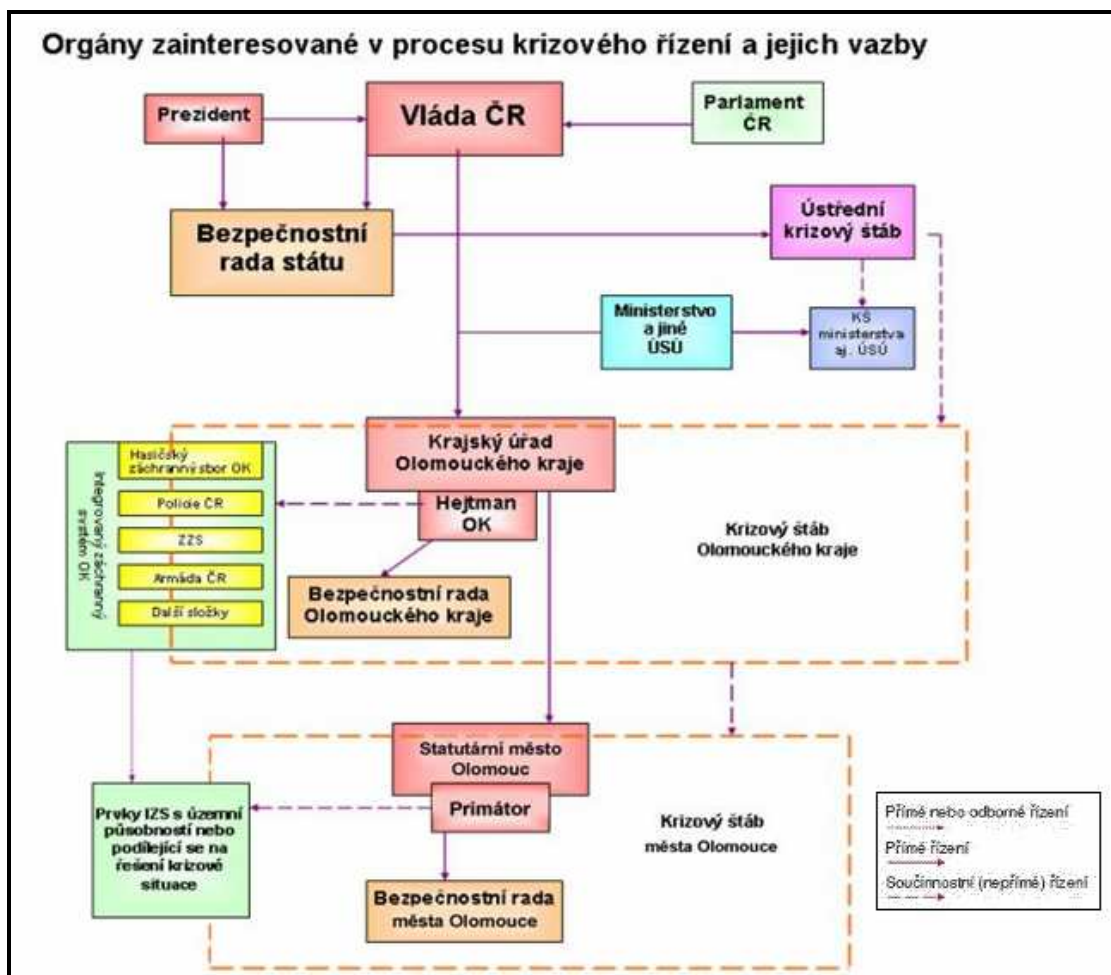 Orgány zainteresované v procesu krizového řízení a jejich vazby
Prezident
Vláda ČR
Parlament
ČR
Bezpečnostní
rada státu
Ústřední
krizový štáb
Ministerstvo
a jiné
ÚSÚ
KŠ
ministerstva
aj. ÚSÚ
Krajský úřad
Olomouckého kraje
Hejtman
OK
Integrovaný záchranný
systém OK
Hasičský
záchranný sbor OK
Policie ČR
ZZS
Armáda ČR
Další složky
Bezpečnostní rada
Olomouckého kraje
Krizový štáb
Olomouckého kraje
Statutární město
Olomouc
Primátor
Prvky IZS s územní
působností nebo
podílející se na
řešení krizové
situace
Krizový štáb
města Olomouce
Bezpečnostní rada
města Olomouce
Přímé nebo odborné řízení
Přímé řízení
Součinnostní (nepřímé) řízení